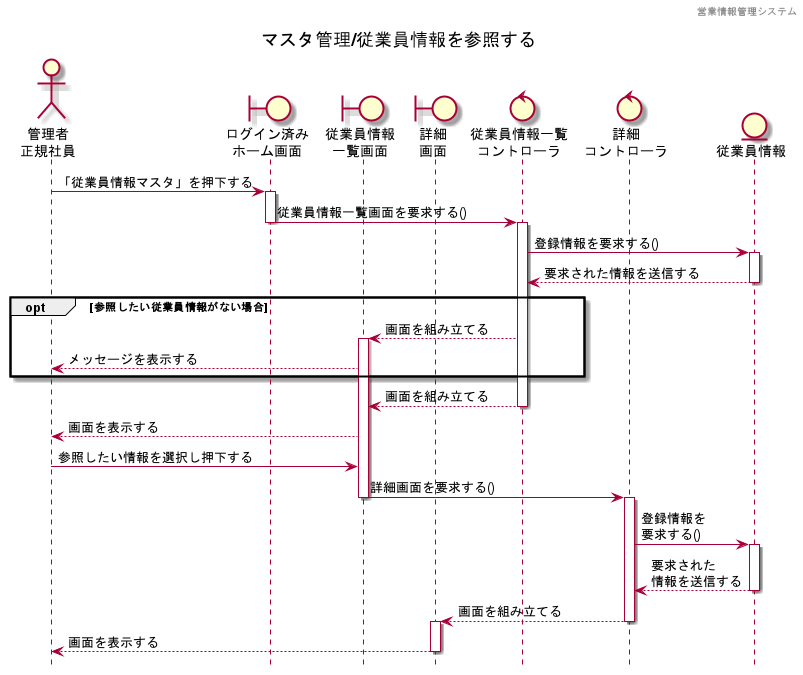 営業情報管理システム
マスタ管理/従業員情報を参照する
管理者
正規社員
ログイン済み
ホーム画面
従業員情報
一覧画面
詳細
画面
従業員情報一覧
コントローラ
詳細
コントローラ
従業員情報
「従業員情報マスタ」を押下する
従業員情報一覧画面を要求する()
登録情報を要求する()
要求された情報を送信する
opt
[参照したい従業員情報がない場合]
画面を組み立てる
メッセージを表示する
画面を組み立てる
画面を表示する
参照したい情報を選択し押下する
詳細画面を要求する()
登録情報を
要求する()
要求された
情報を送信する
画面を組み立てる
画面を表示する